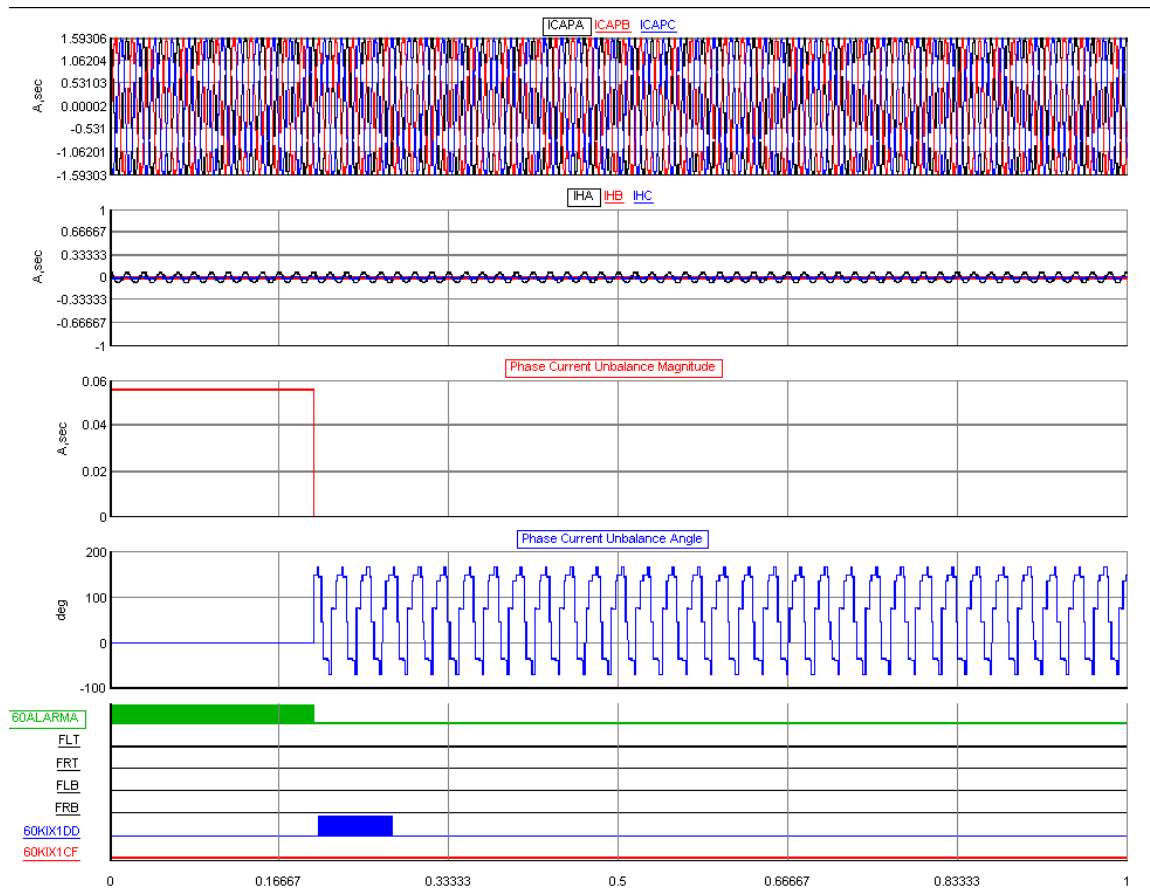 ICAPA ICAPB ICAPC
1.59306
1.06204
0.53103
0.00002
-0.531
-1.06201
-1.59303
A,sec
IHA IHB IHC
1
0.66667
0.33333
0
-0.33333
-0.66667
-1
A,sec
Phase Current Unbalance Magnitude
0.06
0.04
0.02
0
A,sec
Phase Current Unbalance Angle
200
100
0
-100
deg
60ALARMA
FLT
FRT
FLB
FRB
60KIX1DD
60KIX1CF
0 0.16667 0.33333 0.5 0.66667 0.83333 1